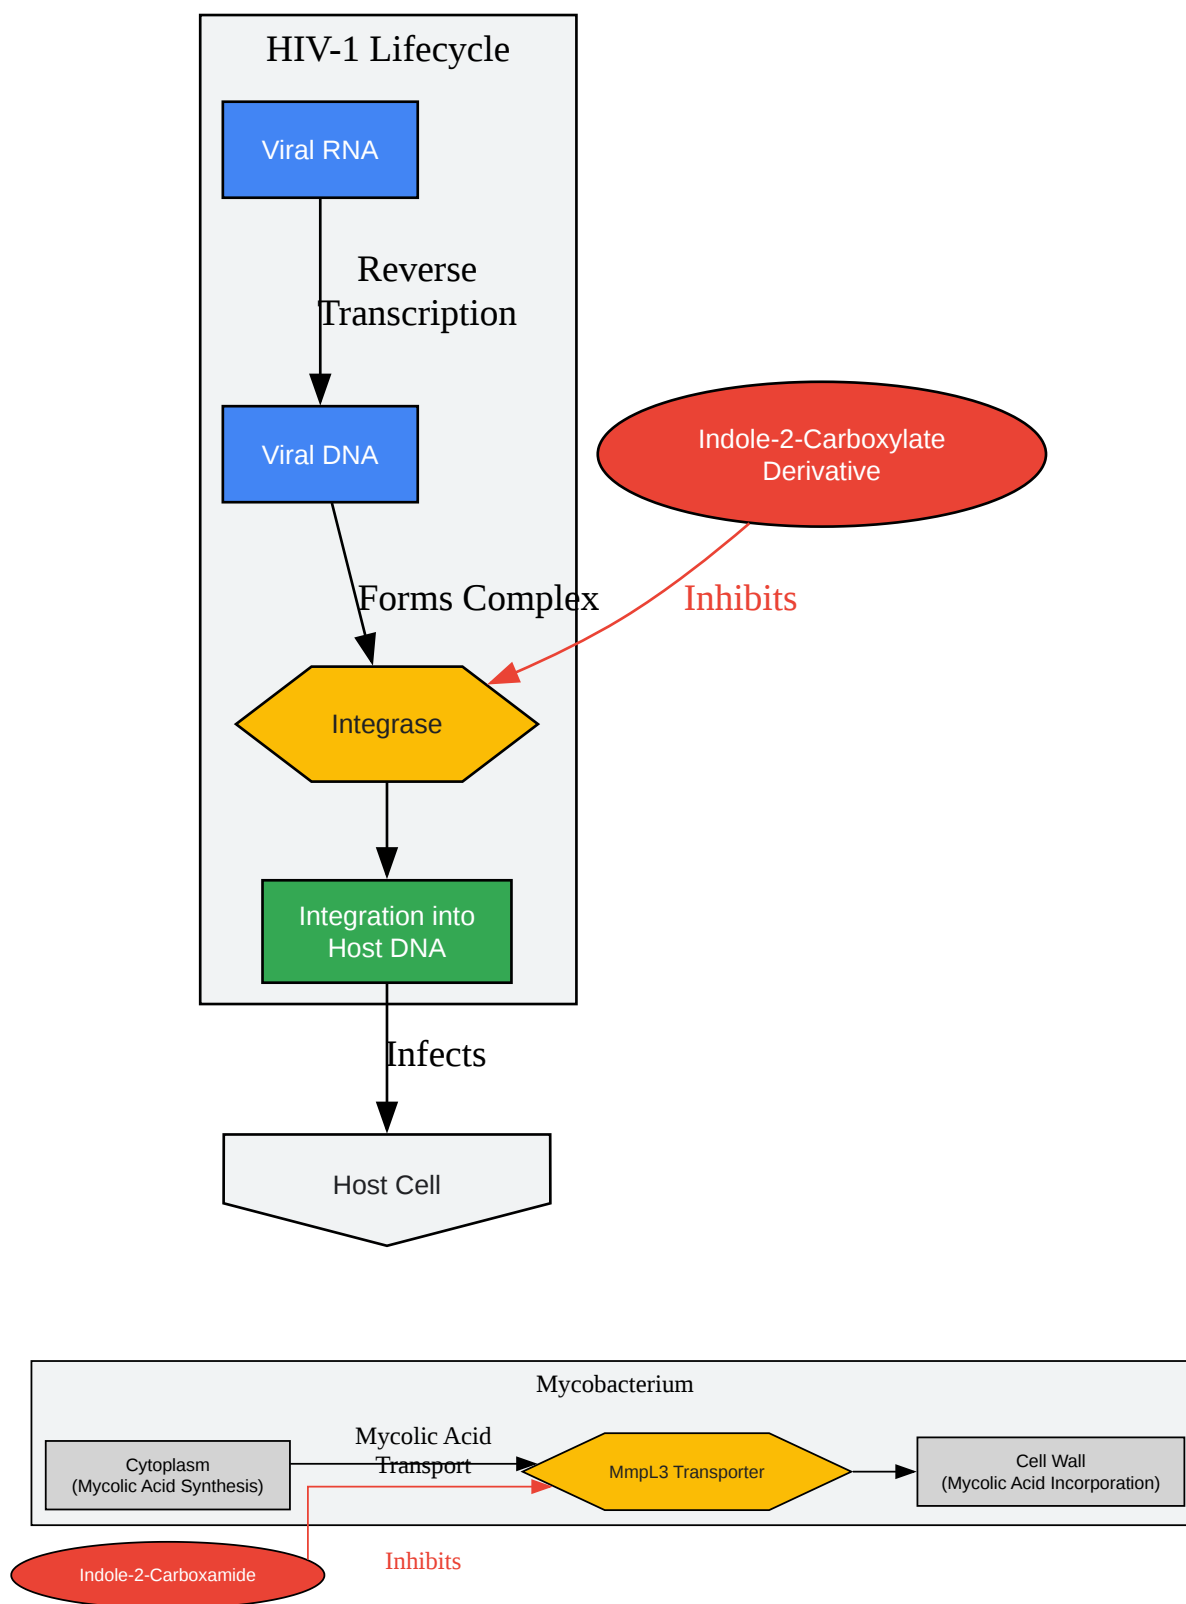 HIV-1 Lifecycle
Viral RNA
Reverse
Transcription
Viral DNA
Indole-2-Carboxylate
Derivative
Forms Complex
Inhibits
Integrase
Integration into
Host DNA
Infects
Host Cell
Mycobacterium
Mycolic Acid
Transport
Cytoplasm
(Mycolic Acid Synthesis)
MmpL3 Transporter
Cell Wall
(Mycolic Acid Incorporation)
Inhibits
Indole-2-Carboxamide